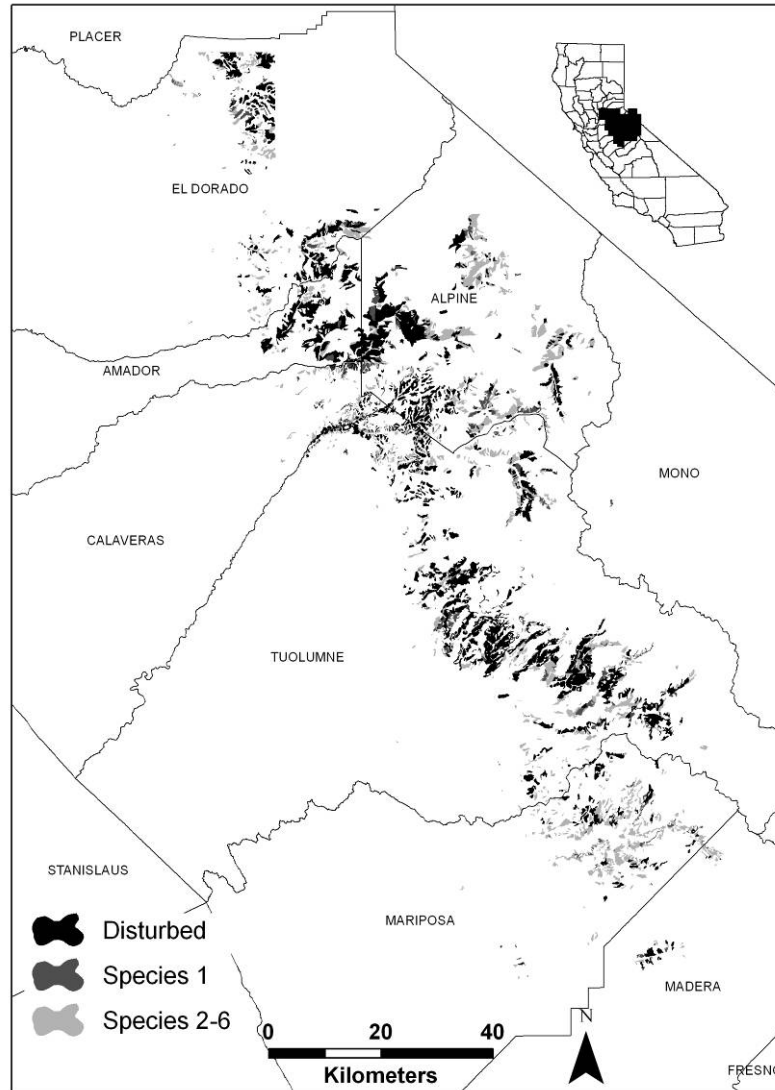 PLACER
EL DORADO
ALPINE
AMADOR
MONO
CALAVERAS
TUOLUMNE
STANISLAUS
MARIPOSA
MADERA
FRESNO
Disturbed
Species 1
Species 2-6
0 20 40
Kilometers
N